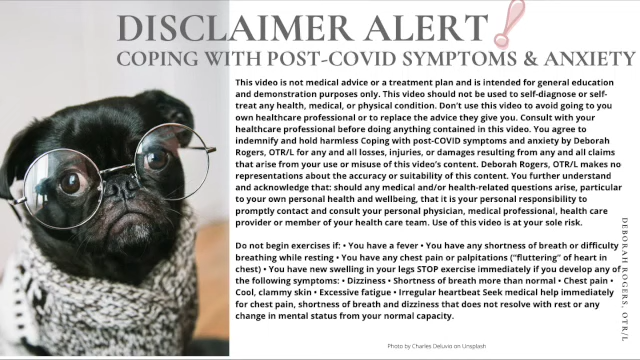 DISCLAIMER ALERT!
COPING WITH POST-COVID SYMPTOMS & ANXIETY
This video is not medical advice or a treatment plan and is intended for general education
and demonstration purposes only. This video should not be used to self-diagnose or self-
treat any health, medical, or physical condition. Don't use this video to avoid going to you
own healthcare professional or to replace the advice they give you. Consult with your
healthcare professional before doing anything contained in this video. You agree to
indemnify and hold harmless Coping with post-COVID symptoms and anxiety by Deborah
Rogers, OTR/L for any and all losses, injuries, or damages resulting from any and all claims
that arise from your use or misuse of this video's content. Deborah Rogers, OTR/L makes no
representations about the accuracy or suitability of this content. You further understand
and acknowledge that: should any medical and/or health-related questions arise, particular
to your own personal health and wellbeing, that it is your personal responsibility to
promptly contact and consult your personal physician, medical professional, health care
provider or member of your health care team. Use of this video is at your sole risk.
Do not begin exercises if: • You have a fever • You have any shortness of breath or difficulty
breathing while resting • You have any chest pain or palpitations ("fluttering" of heart in
chest) • You have new swelling in your legs STOP exercise immediately if you develop any of
the following symptoms: • Dizziness • Shortness of breath more than normal • Chest pain •
Cool, clammy skin • Excessive fatigue • Irregular heartbeat Seek medical help immediately
for chest pain, shortness of breath and dizziness that does not resolve with rest or any
change in mental status from your normal capacity.
DEBORAH ROGERS, OTR/L
Photo by Charles Deluvio on Unsplash